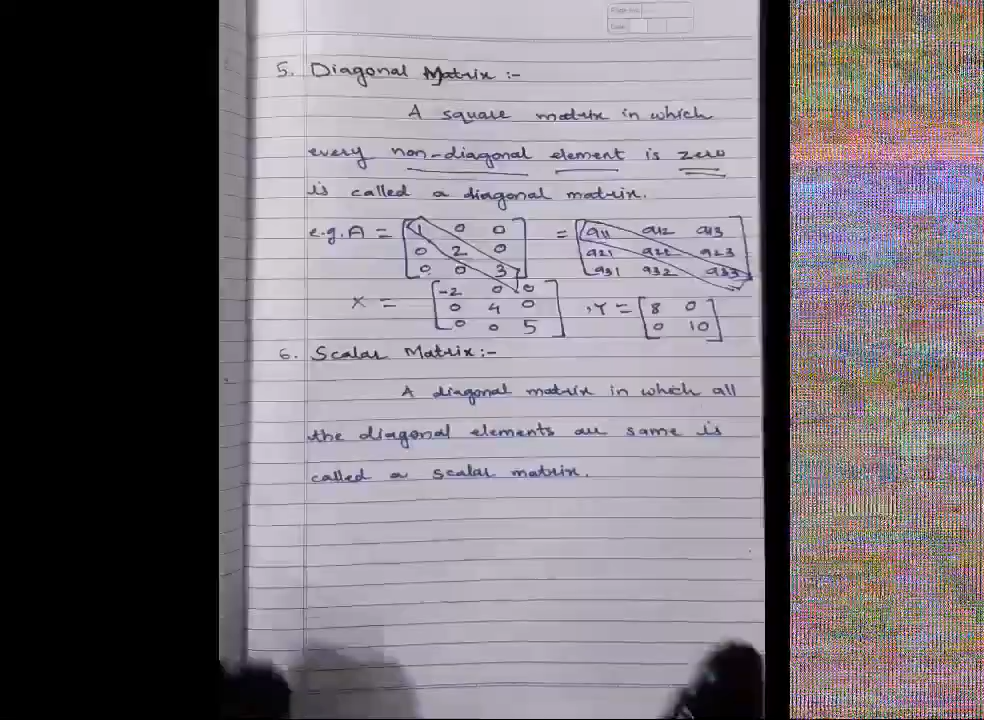 Page No.
Date
5. Diagonal Matrix :-
A square matrix in which
every non-diagonal element is zero
is called a diagonal matrix.
e.g. A = [1 0 0 = [a11 a12 a13
0 2 0 a21 a22 a23
0 0 3] a31 a32 a33]
X = [-2 0 0 , Y = [8 0
0 4 0 0 10]
0 0 5]
6. Scalar Matrix :-
A diagonal matrix in which all
the diagonal elements are same is
called a scalar matrix.